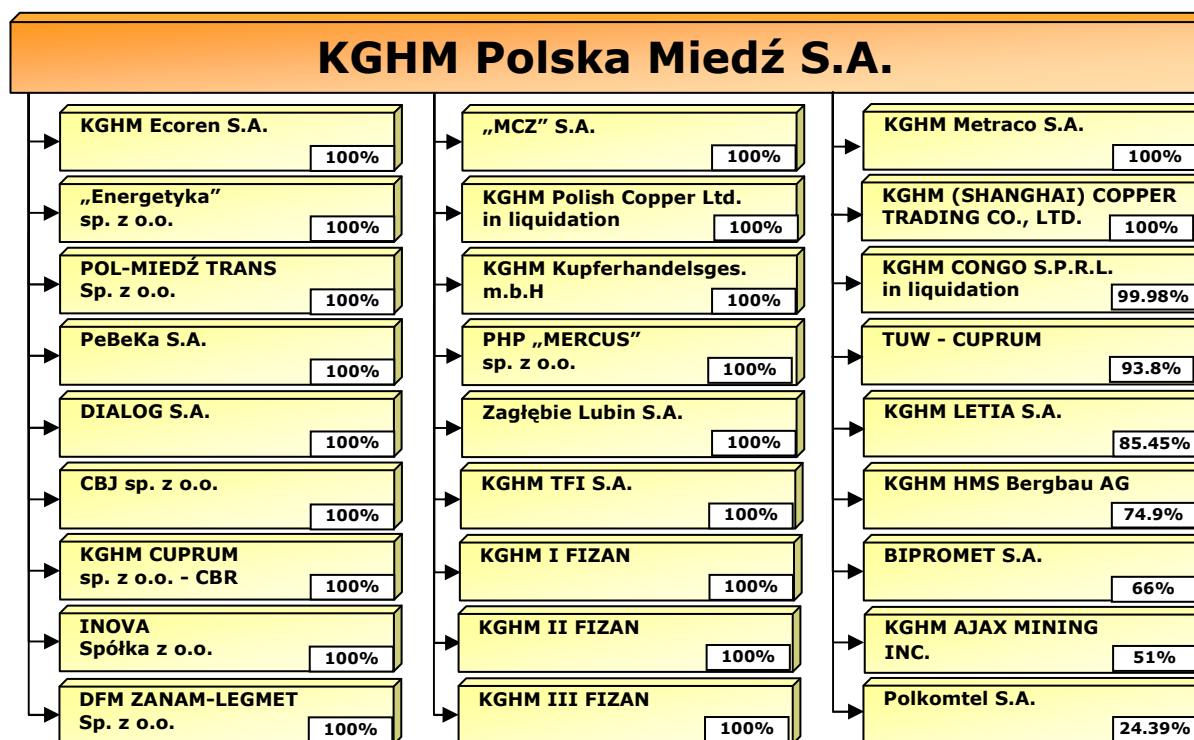 KGHM Polska Miedź S.A.
KGHM Ecoren S.A.
100%
„Energetyka”
sp. z o.o.
100%
POL-MIEDŹ TRANS
Sp. z o.o.
100%
PeBeKa S.A.
100%
DIALOG S.A.
100%
CBJ sp. z o.o.
100%
KGHM CUPRUM
sp. z o.o. - CBR
100%
INOVA
Spółka z o.o.
100%
DFM ZANAM-LEGMET
Sp. z o.o.
100%
„MCZ” S.A.
100%
KGHM Polish Copper Ltd.
in liquidation
100%
KGHM Kupferhandelsges.
m.b.H
100%
PHP „MERCUS”
sp. z o.o.
100%
Zagłębie Lubin S.A.
100%
KGHM TFI S.A.
100%
KGHM I FIZAN
100%
KGHM II FIZAN
100%
KGHM III FIZAN
100%
KGHM Metraco S.A.
100%
KGHM (SHANGHAI) COPPER
TRADING CO., LTD.
100%
KGHM CONGO S.P.R.L.
in liquidation
99.98%
TUW - CUPRUM
93.8%
KGHM LETIA S.A.
85.45%
KGHM HMS Bergbau AG
74.9%
BIPROMET S.A.
66%
KGHM AJAX MINING
INC.
51%
Polkomtel S.A.
24.39%